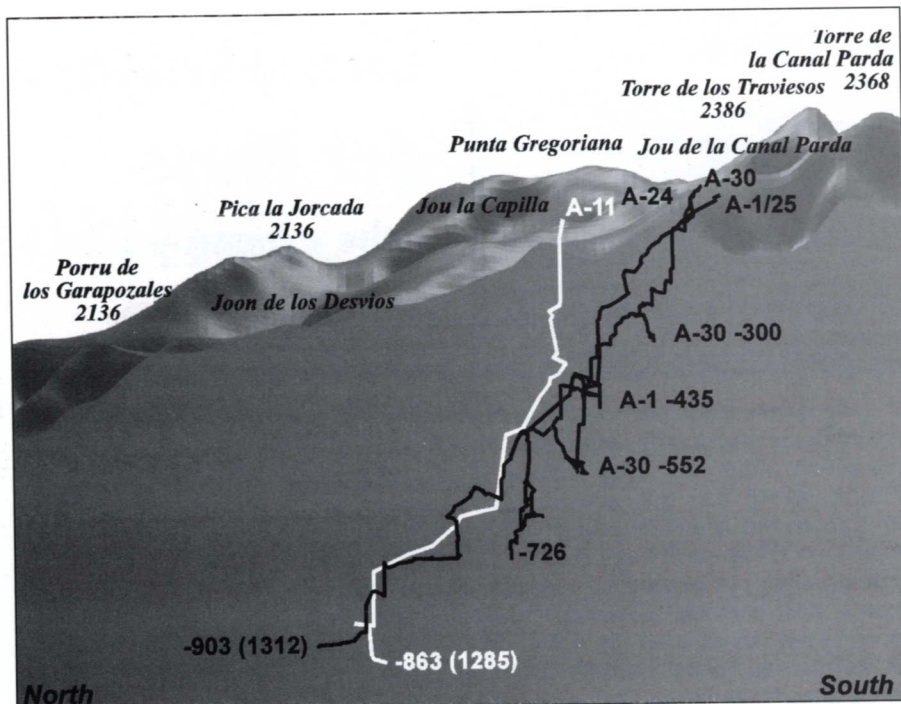 Torre de
la Canal Parda
2368
Torre de los Traviesos
2386
Punta Gregoriana
Jou de la Canal Parda
A-30
A-24
A-1/25
A-11
Jou la Capilla
Pica la Jorcada
2136
Porru de
los Garapozales
2136
Joon de los Desvios
A-30 -300
A-1 -435
A-30 -552
-726
-903 (1312)
-863 (1285)
North
South